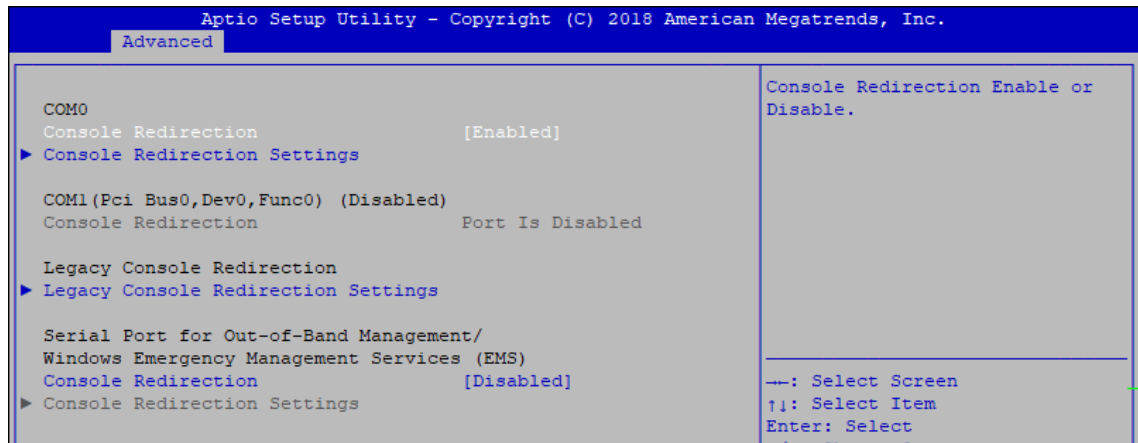 Aptio Setup Utility - Copyright (C) 2018 American Megatrends, Inc.
Advanced
COM0
Console Redirection [Enabled]
► Console Redirection Settings
COM1(Pci Bus0,Dev0,Func0) (Disabled)
Console Redirection Port Is Disabled
Legacy Console Redirection
► Legacy Console Redirection Settings
Serial Port for Out-of-Band Management/
Windows Emergency Management Services (EMS)
Console Redirection [Disabled]
► Console Redirection Settings
Console Redirection Enable or
Disable.
→←: Select Screen
↑↓: Select Item
Enter: Select